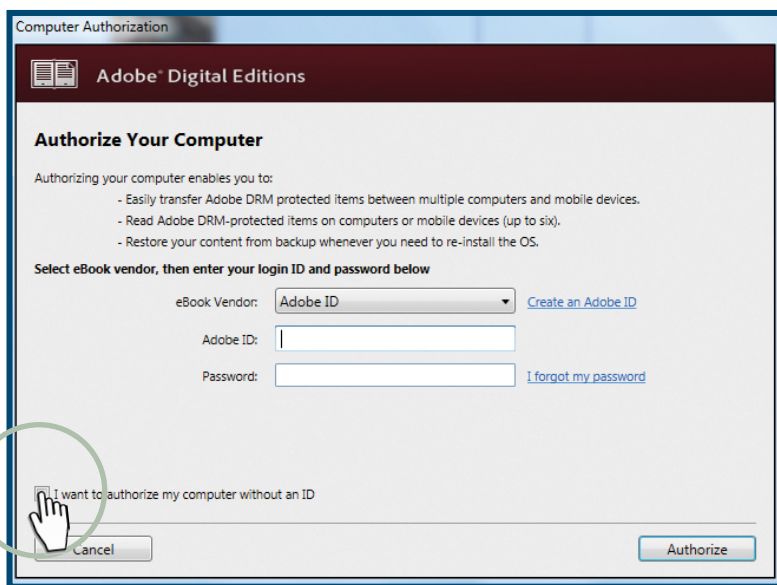 Computer Authorization
Adobe® Digital Editions
Authorize Your Computer
Authorizing your computer enables you to:
- Easily transfer Adobe DRM protected items between multiple computers and mobile devices.
- Read Adobe DRM-protected items on computers or mobile devices (up to six).
- Restore your content from backup whenever you need to re-install the OS.
Select eBook vendor, then enter your login ID and password below
eBook Vendor: Adobe ID Create an Adobe ID
Adobe ID:
Password: I forgot my password
I want to authorize my computer without an ID
Cancel Authorize